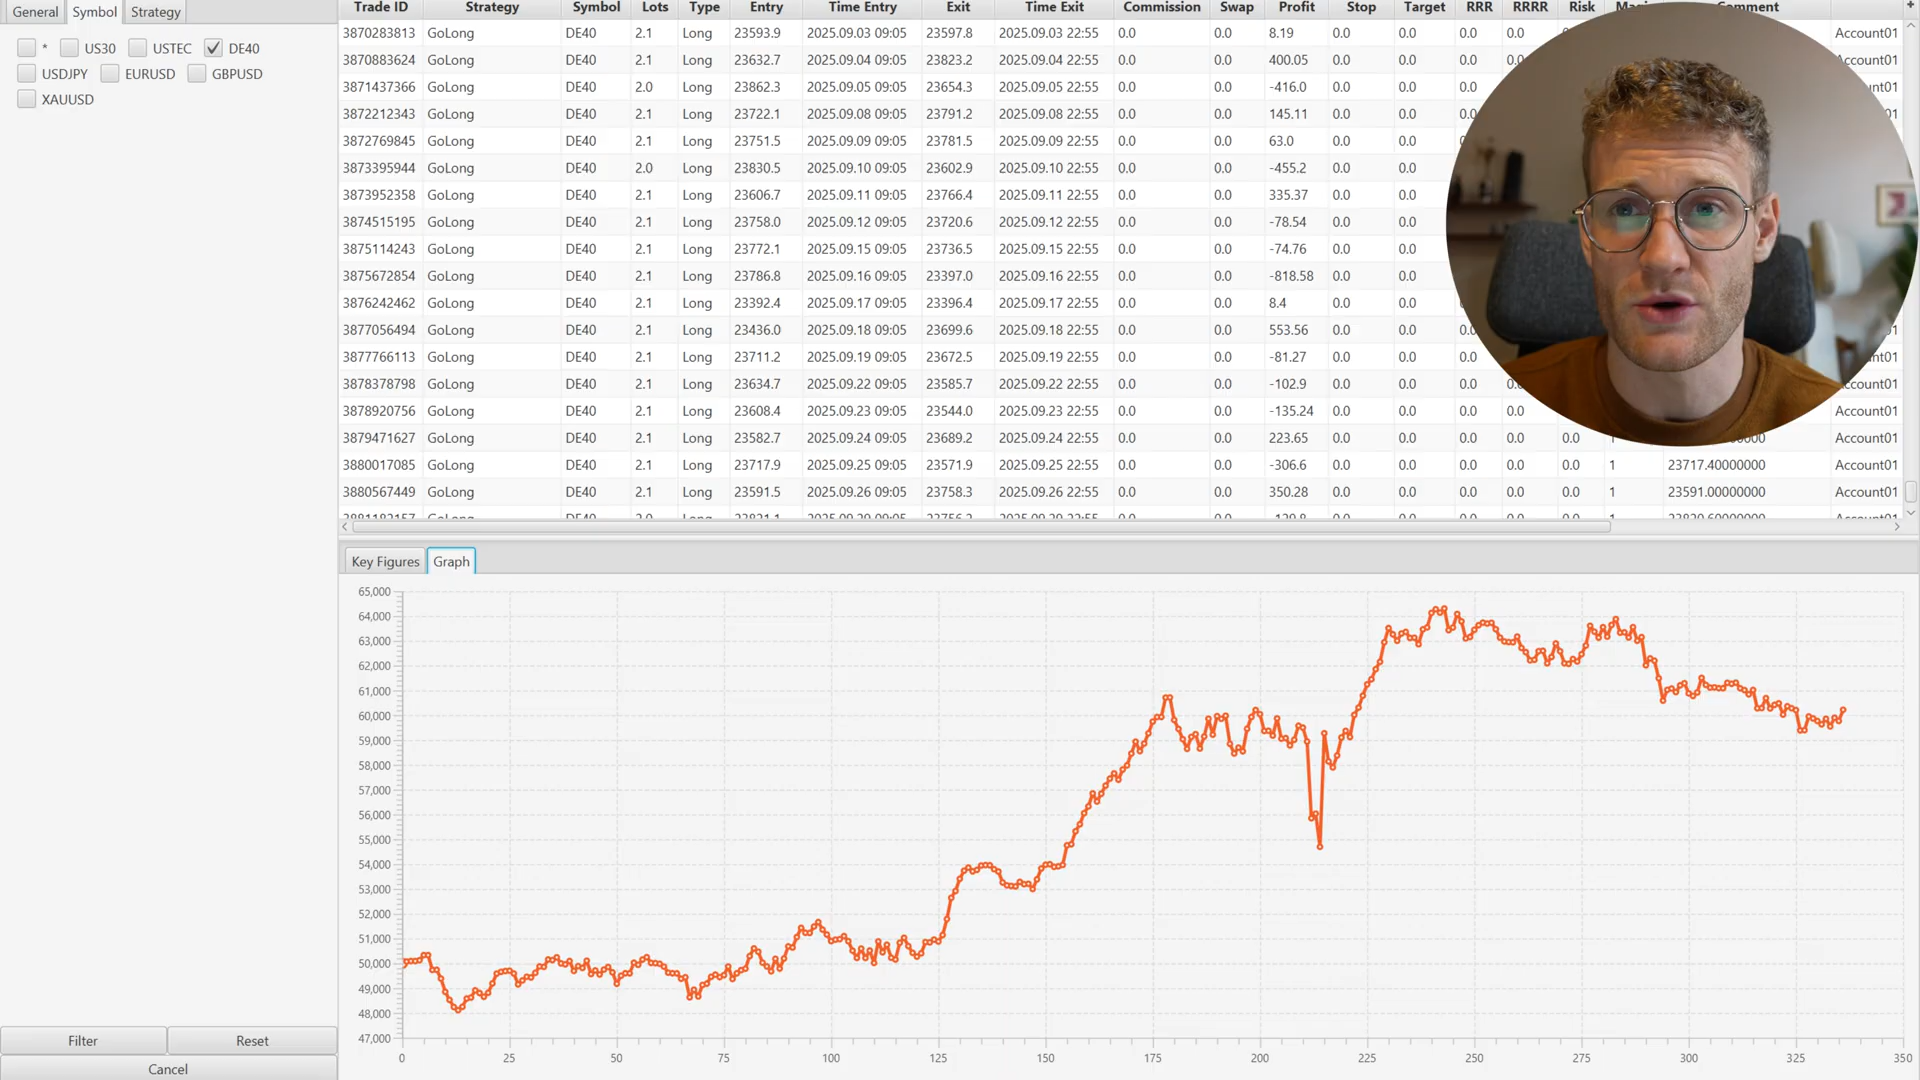 General Symbol Strategy
* US30 USTEC DE40
USDJPY EURUSD GBPUSD
XAUUSD
Filter Reset
Cancel
Trade ID Strategy Symbol Lots Type Entry Time Entry Exit Time Exit Commission Swap Profit Stop Target RRR RRRR Risk
3870283813 GoLong DE40 2.1 Long 23593.9 2025.09.03 09:05 23597.8 2025.09.03 22:55 0.0 0.0 8.19 0.0 0.0 0.0 0.0 Account01
3870883624 GoLong DE40 2.1 Long 23632.7 2025.09.04 09:05 23823.2 2025.09.04 22:55 0.0 0.0 400.05 0.0 0.0 0.0
3871437366 GoLong DE40 2.0 Long 23862.3 2025.09.05 09:05 23654.3 2025.09.05 22:55 0.0 0.0 -416.0 0.0 0.0 0.0
3872212343 GoLong DE40 2.1 Long 23722.1 2025.09.08 09:05 23791.2 2025.09.08 22:55 0.0 0.0 145.11 0.0 0.0
3872769845 GoLong DE40 2.1 Long 23751.5 2025.09.09 09:05 23781.5 2025.09.09 22:55 0.0 0.0 63.0 0.0 0.0
3873395944 GoLong DE40 2.0 Long 23830.5 2025.09.10 09:05 23602.9 2025.09.10 22:55 0.0 0.0 -455.2 0.0 0.0
3873952358 GoLong DE40 2.1 Long 23606.7 2025.09.11 09:05 23766.4 2025.09.11 22:55 0.0 0.0 335.37 0.0 0.0
3874515195 GoLong DE40 2.1 Long 23758.0 2025.09.12 09:05 23720.6 2025.09.12 22:55 0.0 0.0 -78.54 0.0 0.0
3875114243 GoLong DE40 2.1 Long 23772.1 2025.09.15 09:05 23736.5 2025.09.15 22:55 0.0 0.0 -74.76 0.0 0.0
3875672854 GoLong DE40 2.1 Long 23786.8 2025.09.16 09:05 23397.0 2025.09.16 22:55 0.0 0.0 -818.58 0.0 0.0
3876242462 GoLong DE40 2.1 Long 23392.4 2025.09.17 09:05 23396.4 2025.09.17 22:55 0.0 0.0 8.4 0.0 0.0
3877056494 GoLong DE40 2.1 Long 23436.0 2025.09.18 09:05 23699.6 2025.09.18 22:55 0.0 0.0 553.56 0.0 0.0 0.0
3877766113 GoLong DE40 2.1 Long 23711.2 2025.09.19 09:05 23672.5 2025.09.19 22:55 0.0 0.0 -81.27 0.0 0.0 0.0
3878378798 GoLong DE40 2.1 Long 23634.7 2025.09.22 09:05 23585.7 2025.09.22 22:55 0.0 0.0 -102.9 0.0 0.0 0.0
3878920756 GoLong DE40 2.1 Long 23608.4 2025.09.23 09:05 23544.0 2025.09.23 22:55 0.0 0.0 -135.24 0.0 0.0 0.0 0.0 Account01
3879471627 GoLong DE40 2.1 Long 23582.7 2025.09.24 09:05 23689.2 2025.09.24 22:55 0.0 0.0 223.65 0.0 0.0 0.0 0.0 0.0 Account01
3880017085 GoLong DE40 2.1 Long 23717.9 2025.09.25 09:05 23571.9 2025.09.25 22:55 0.0 0.0 -306.6 0.0 0.0 0.0 0.0 0.0 1 23717.40000000 Account01
3880567449 GoLong DE40 2.1 Long 23591.5 2025.09.26 09:05 23758.3 2025.09.26 22:55 0.0 0.0 350.28 0.0 0.0 0.0 0.0 0.0 1 23591.00000000 Account01
Key Figures Graph
65,000
64,000
63,000
62,000
61,000
60,000
59,000
58,000
57,000
56,000
55,000
54,000
53,000
52,000
51,000
50,000
49,000
48,000
47,000
0 25 50 75 100 125 150 175 200 225 250 275 300 325 350